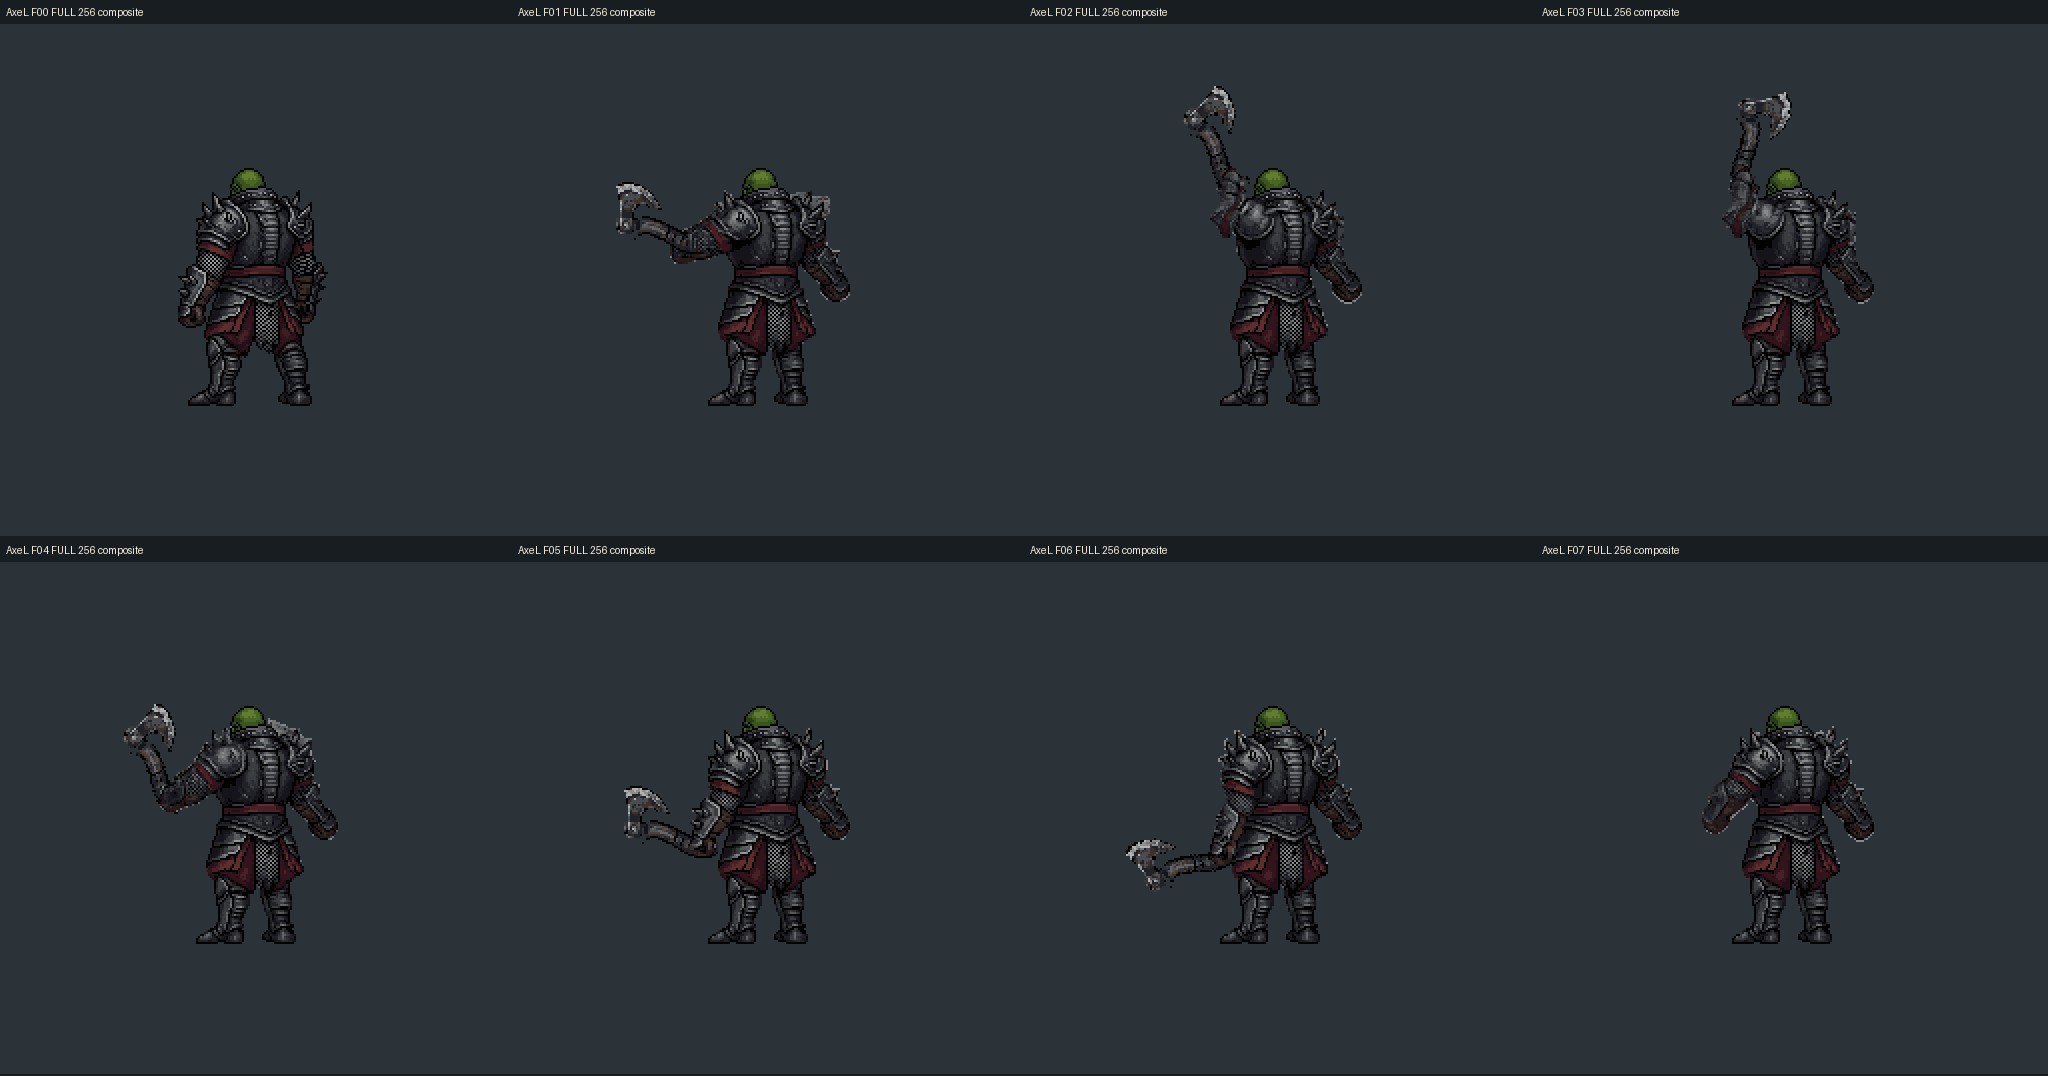 AxeL F00 FULL 256 composite
AxeL F01 FULL 256 composite
AxeL F02 FULL 256 composite
AxeL F03 FULL 256 composite
AxeL F04 FULL 256 composite
AxeL F05 FULL 256 composite
AxeL F06 FULL 256 composite
AxeL F07 FULL 256 composite